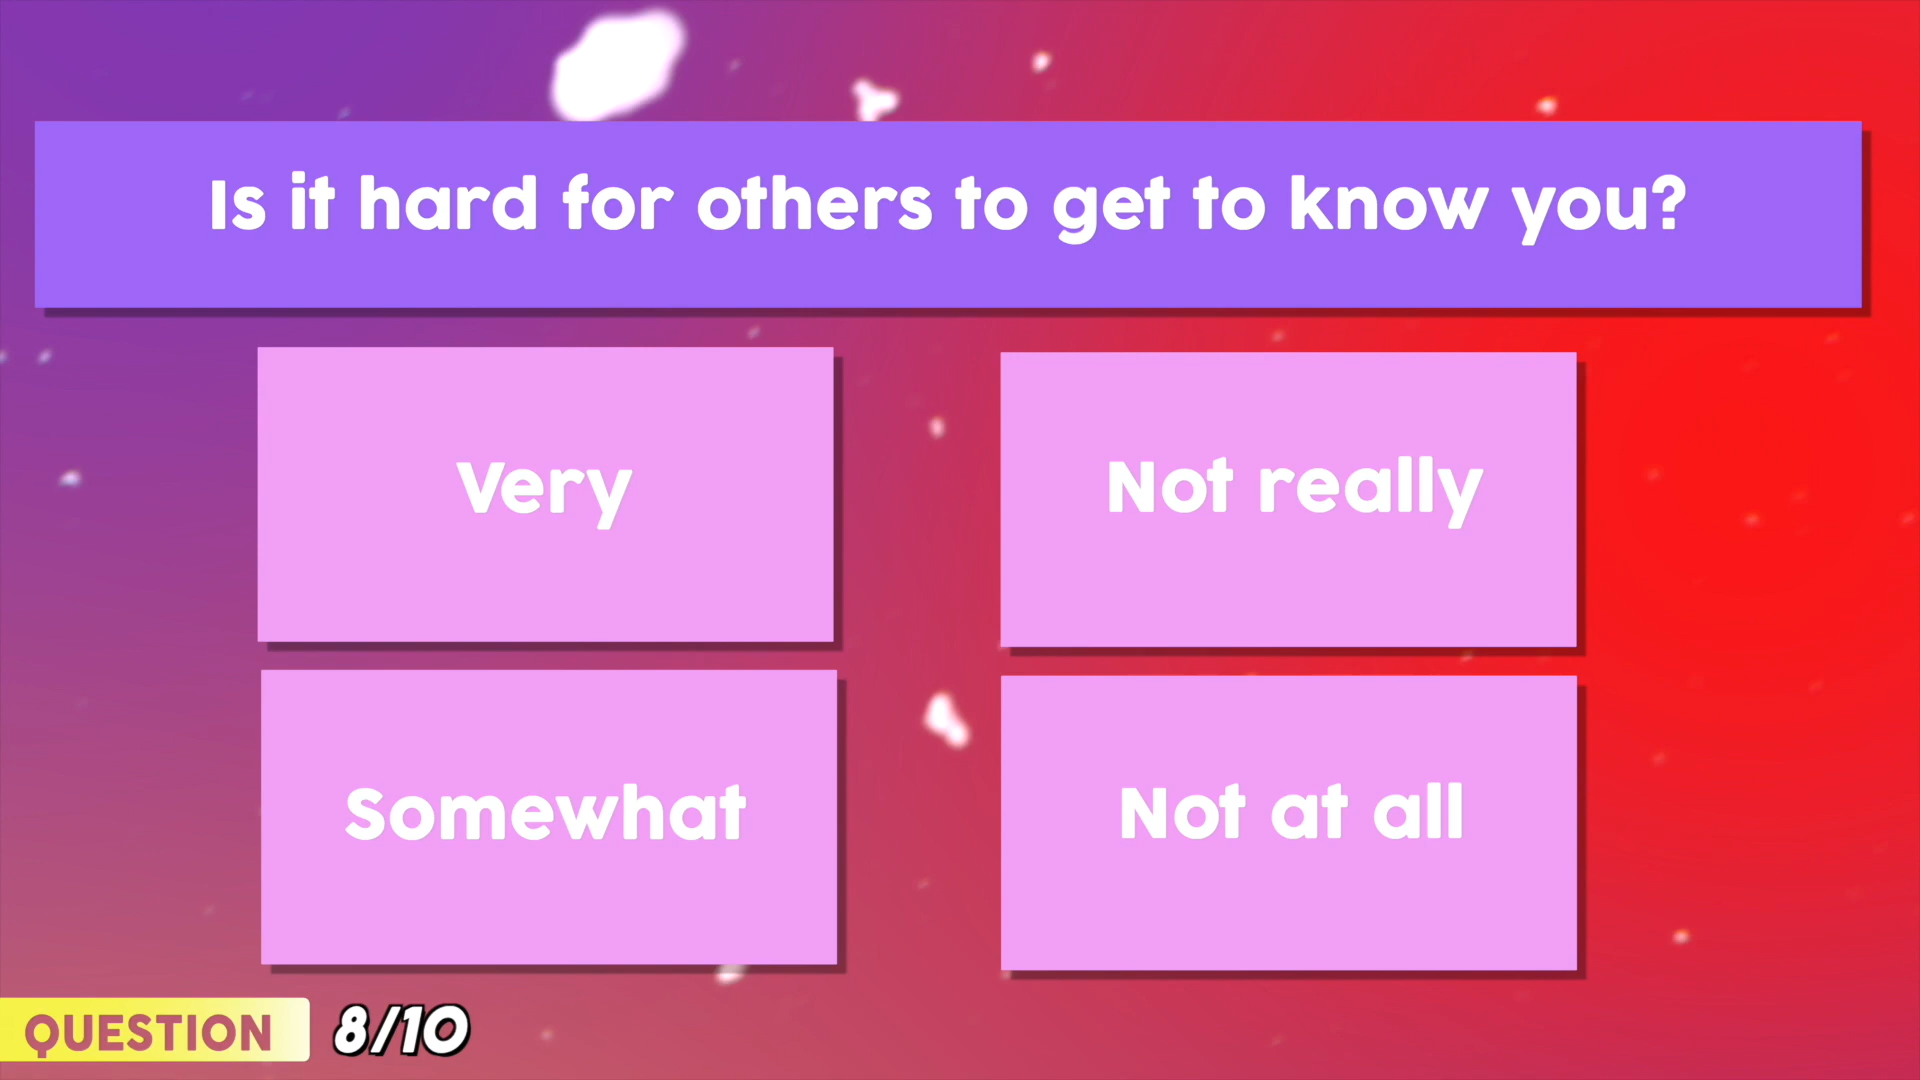 Is it hard for others to get to know you?
Very
Not really
Somewhat
Not at all
QUESTION 8/10